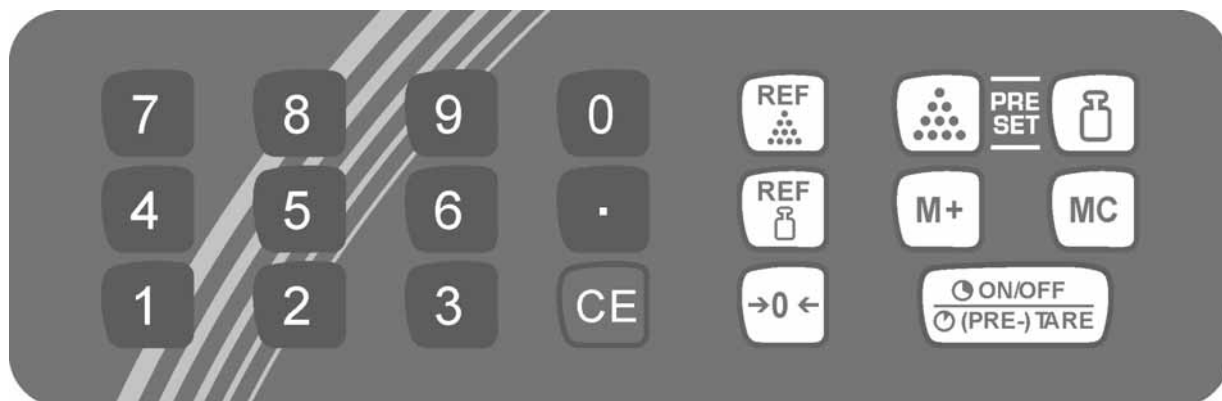 7 8 9 0 REF PRE SET
4 5 6 . REF M+ MC
1 2 3 CE →0← ON/OFF
(PRE-) TARE